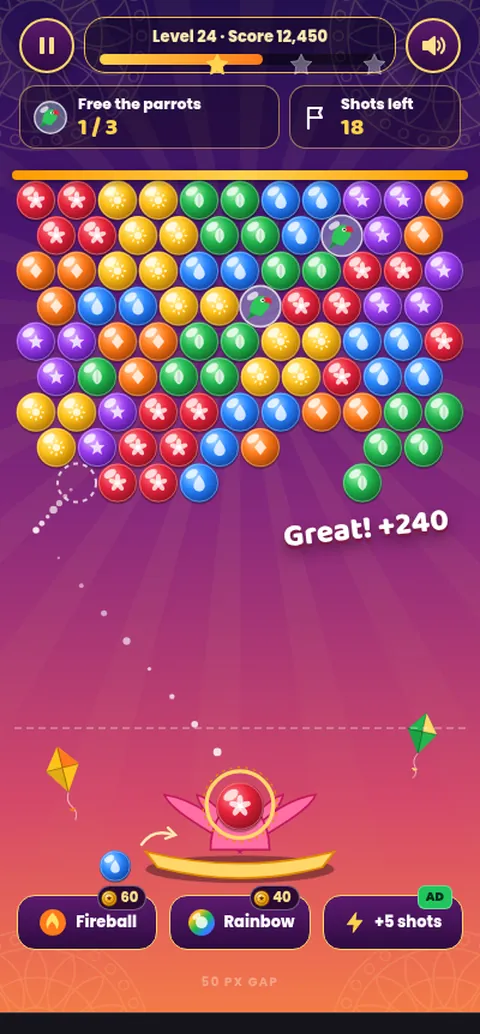 Level 24 · Score 12,450
Free the parrots
1 / 3
Shots left
18
Great! +240
60
Fireball
40
Rainbow
AD
+5 shots
50 PX GAP